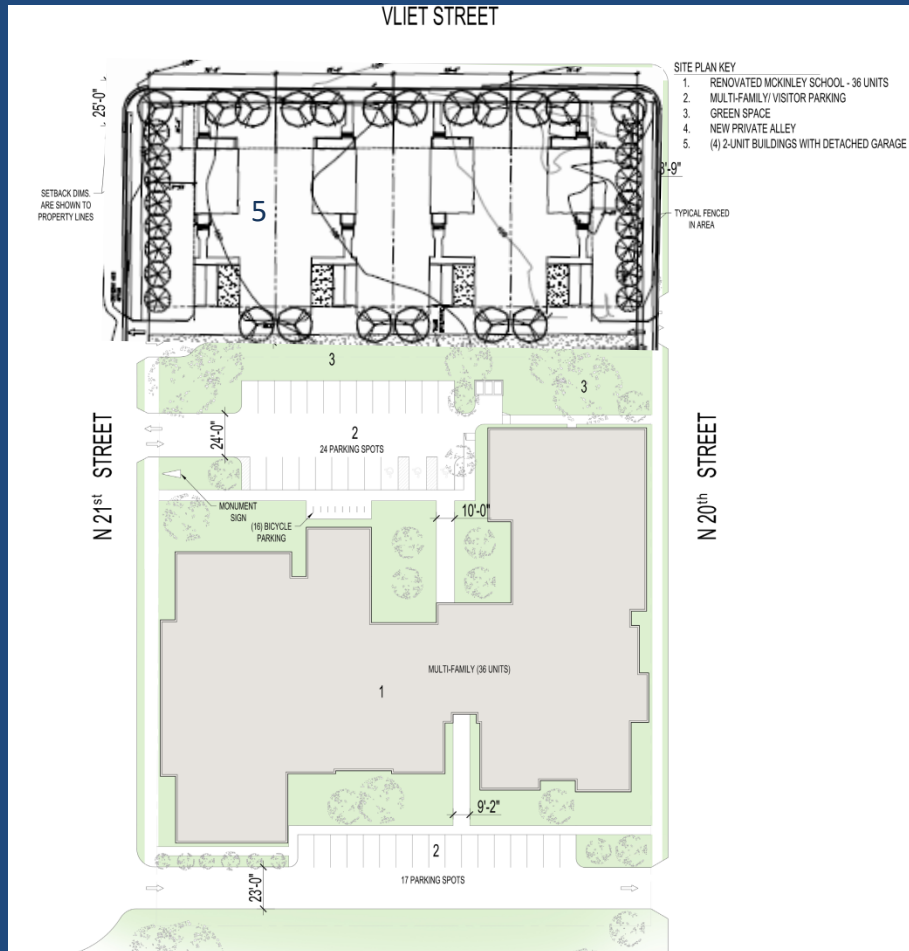 VLIET STREET
SITE PLAN KEY
1. RENOVATED MCKINLEY SCHOOL - 36 UNITS
2. MULTI-FAMILY/ VISITOR PARKING
3. GREEN SPACE
4. NEW PRIVATE ALLEY
5. (4) 2-UNIT BUILDINGS WITH DETACHED GARAGE
25'-0"
SETBACK DIMS.
ARE SHOWN TO
PROPERTY LINES
5
TYPICAL FENCED
IN AREA
3
3
N 21st STREET
24'-0"
2
24 PARKING SPOTS
N 20th STREET
MONUMENT
SIGN
(16) BICYCLE
PARKING
10'-0"
MULTI-FAMILY (36 UNITS)
1
9'-2"
2
17 PARKING SPOTS
23'-0"